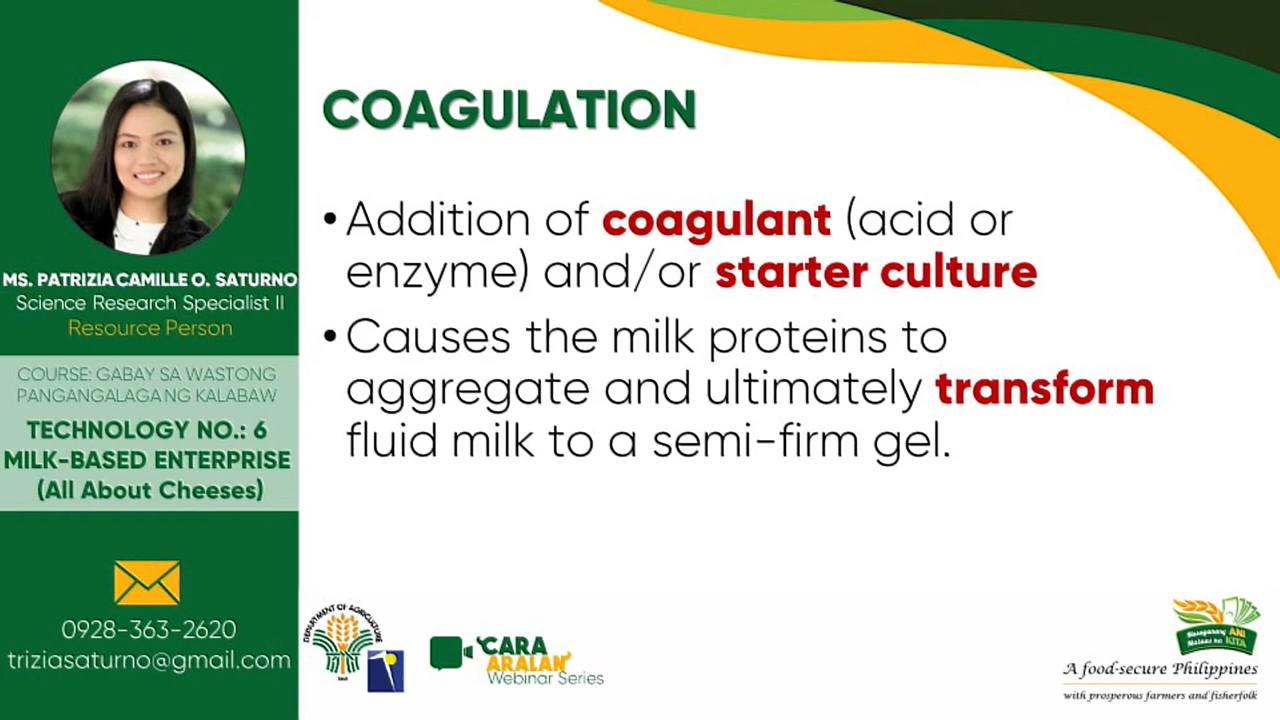 MS. PATRIZIA CAMILLE O. SATURNO
Science Research Specialist II
Resource Person
COURSE: GABAY SA WASTONG
PANGANGALAGA NG KALABAW
TECHNOLOGY NO.: 6
MILK-BASED ENTERPRISE
(All About Cheeses)
0928-363-2620
triziasaturno@gmail.com
COAGULATION
• Addition of coagulant (acid or
enzyme) and/or starter culture
• Causes the milk proteins to
aggregate and ultimately transform
fluid milk to a semi-firm gel.
DEPARTMENT OF AGRICULTURE
CARA
ARALAN
Webinar Series
Masaganang ANI
Mataas na KITA
A food-secure Philippines
with prosperous farmers and fisherfolk